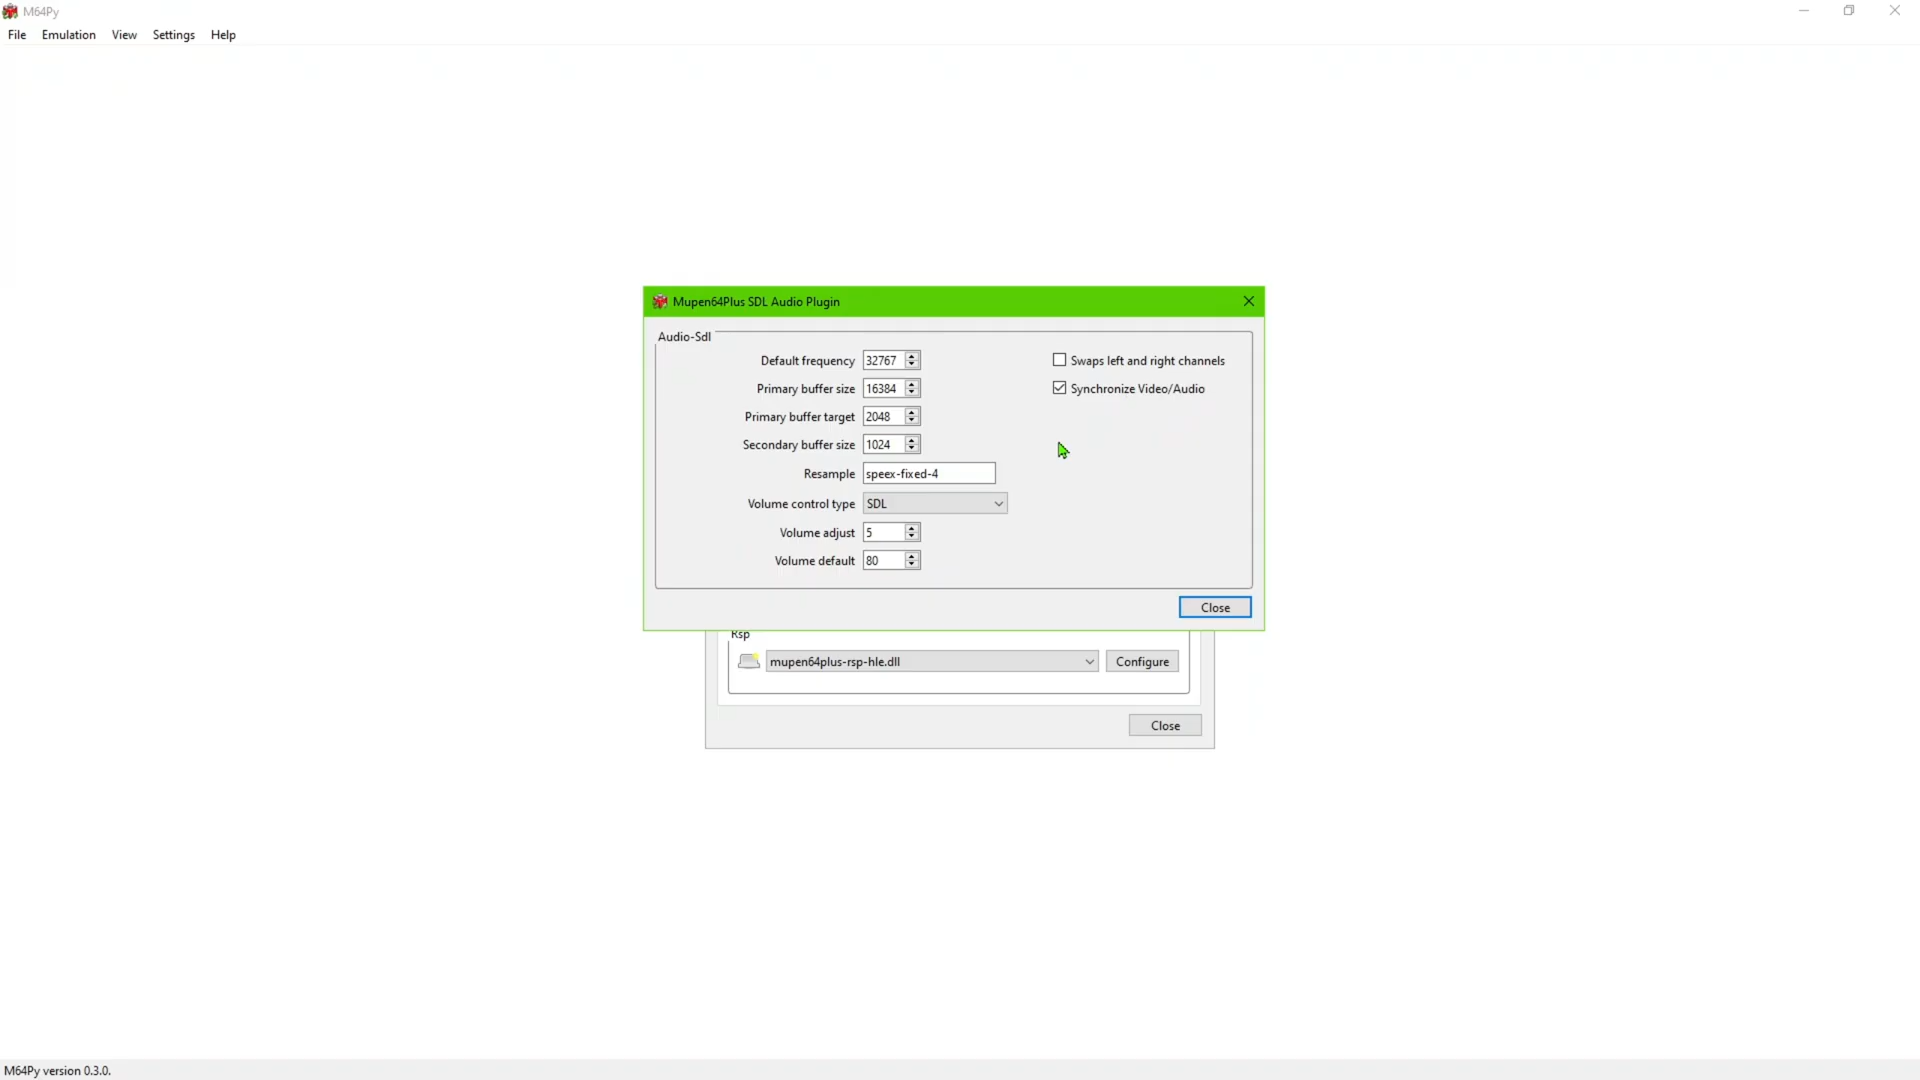 M64Py
File Emulation View Settings Help
Mupen64Plus SDL Audio Plugin
Audio-Sdl
Default frequency 32767 Swaps left and right channels
Primary buffer size 16384 Synchronize Video/Audio
Primary buffer target 2048
Secondary buffer size 1024
Resample speex-fixed-4
Volume control type SDL
Volume adjust 5
Volume default 80
Close
Rsp
mupen64plus-rsp-hle.dll Configure
Close
M64Py version 0.3.0.